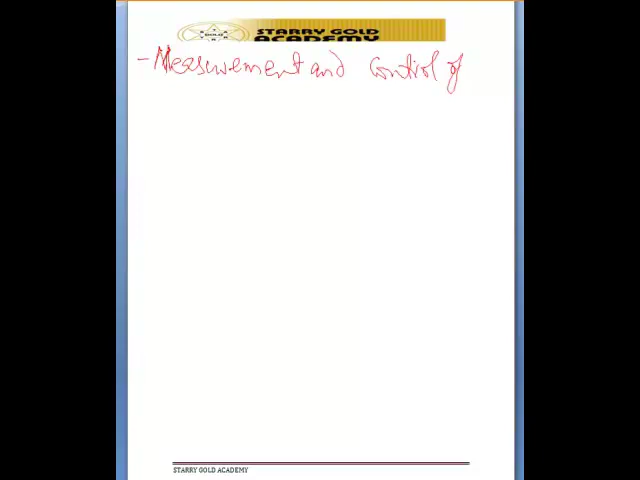 STARRY GOLD
ACADEMY
- Measurement and control of
STARRY GOLD ACADEMY